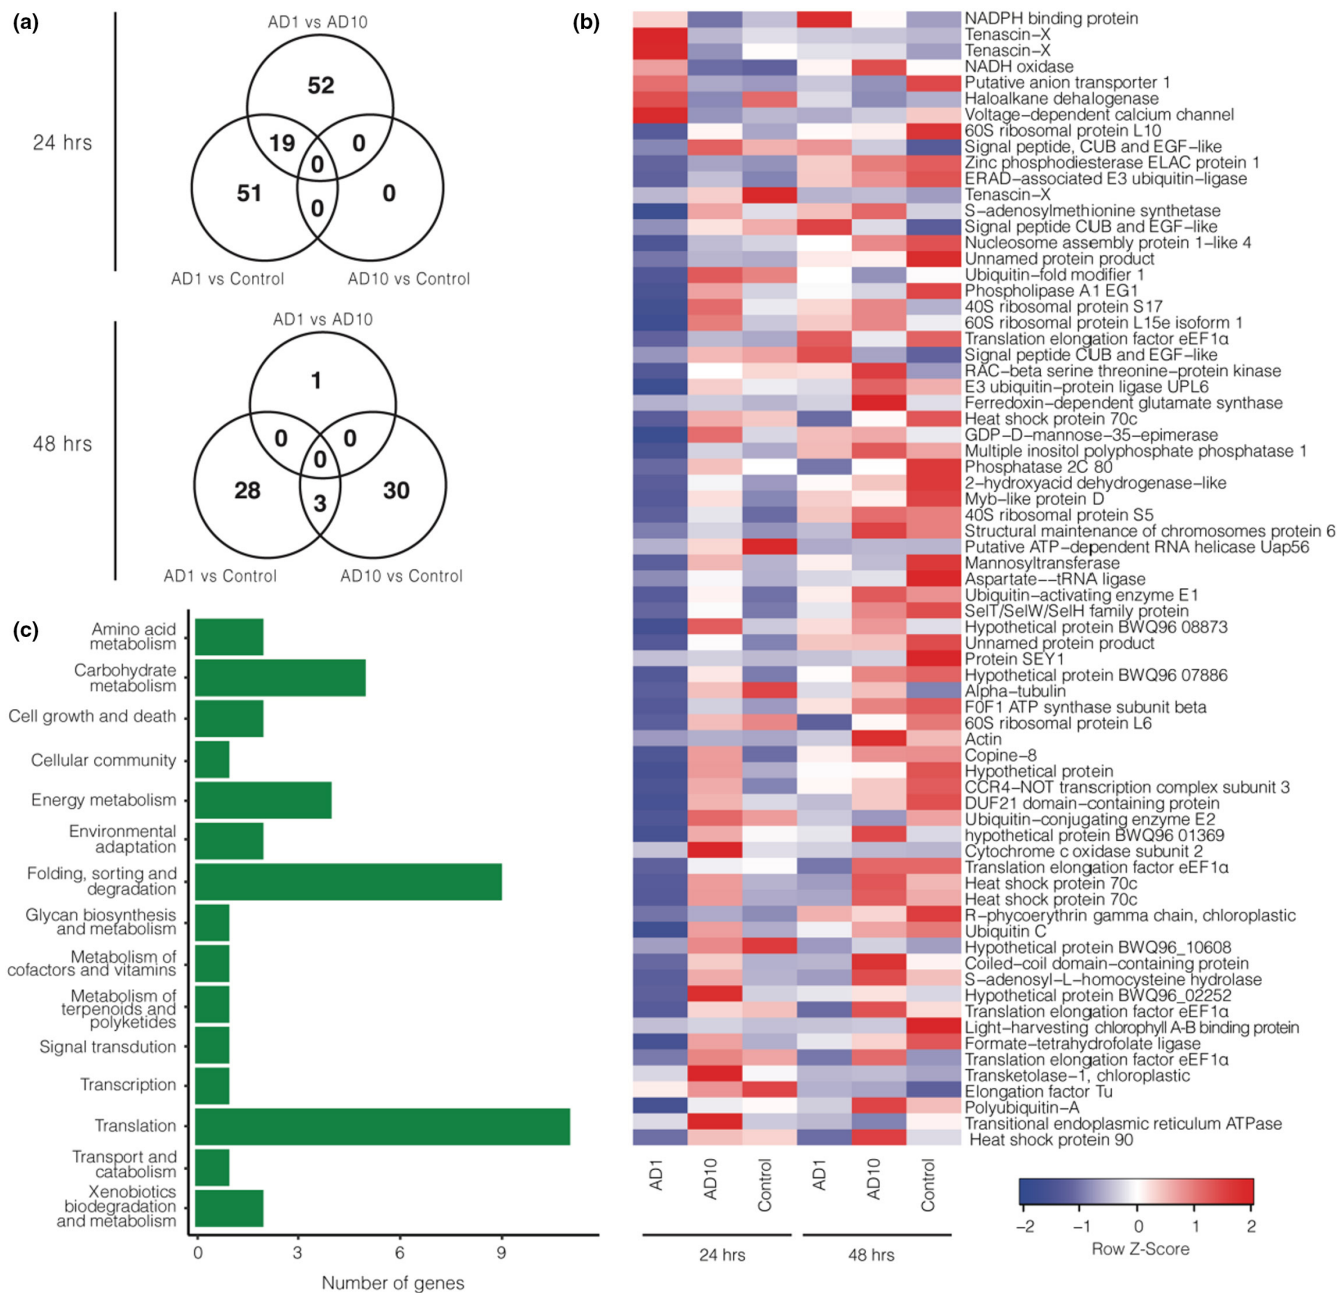 (a)
AD1 vs AD10
52
24 hrs
19
0
0
51
0
0
AD1 vs Control
AD10 vs Control
AD1 vs AD10
1
48 hrs
0
0
0
28
3
30
AD1 vs Control
AD10 vs Control
(b)
NADPH binding protein
Tenascin-X
Tenascin-X
NADH oxidase
Putative anion transporter 1
Haloalkane dehalogenase
Voltage-dependent calcium channel
60S ribosomal protein L10
Signal peptide, CUB and EGF-like
Zinc phosphodiesterase ELAC protein 1
ERAD-associated E3 ubiquitin-ligase
Tenascin-X
S-adenosylmethionine synthetase
Signal peptide CUB and EGF-like
Nucleosome assembly protein 1-like 4
Unnamed protein product
Ubiquitin-fold modifier 1
Phospholipase A1 EG1
40S ribosomal protein S17
60S ribosomal protein L15e isoform 1
Translation elongation factor eEF1α
Signal peptide CUB and EGF-like
RAC-beta serine threonine-protein kinase
E3 ubiquitin-protein ligase UPL6
Ferredoxin-dependent glutamate synthase
Heat shock protein 70c
GDP-D-mannose-35-epimerase
Multiple inositol polyphosphate phosphatase 1
Phosphatase 2C 80
2-hydroxyacid dehydrogenase-like
Myb-like protein D
40S ribosomal protein S5
Structural maintenance of chromosomes protein 6
Putative ATP-dependent RNA helicase Uap56
Mannosyltransferase
Aspartate--tRNA ligase
Ubiquitin-activating enzyme E1
SelT/SelW/SelH family protein
Hypothetical protein BWQ96 08873
Unnamed protein product
Protein SEY1
Hypothetical protein BWQ96 07886
Alpha-tubulin
F0F1 ATP synthase subunit beta
60S ribosomal protein L6
Actin
Copine-8
Hypothetical protein
CCR4-NOT transcription complex subunit 3
DUF21 domain-containing protein
Ubiquitin-conjugating enzyme E2
hypothetical protein BWQ96 01369
Cytochrome c oxidase subunit 2
Translation elongation factor eEF1α
Heat shock protein 70c
Heat shock protein 70c
R-phycoerythrin gamma chain, chloroplastic
Ubiquitin C
Hypothetical protein BWQ96_10608
Coiled-coil domain-containing protein
S-adenosyl-L-homocysteine hydrolase
Hypothetical protein BWQ96_02252
Translation elongation factor eEF1α
Light-harvesting chlorophyll A-B binding protein
Formate-tetrahydrofolate ligase
Translation elongation factor eEF1α
Transketolase-1, chloroplastic
Elongation factor Tu
Polyubiquitin-A
Transitional endoplasmic reticulum ATPase
Heat shock protein 90
AD1
AD10
Control
AD1
AD10
Control
24 hrs
48 hrs
-2
-1
0
1
2
Row Z-Score
(c)
Amino acid
metabolism
Carbohydrate
metabolism
Cell growth and death
Cellular community
Energy metabolism
Environmental
adaptation
Folding, sorting and
degradation
Glycan biosynthesis
and metabolism
Metabolism of
cofactors and vitamins
Metabolism of
terpenoids and
polyketides
Signal transdution
Transcription
Translation
Transport and
catabolism
Xenobiotics
biodegradation
and metabolism
0
3
6
9
Number of genes